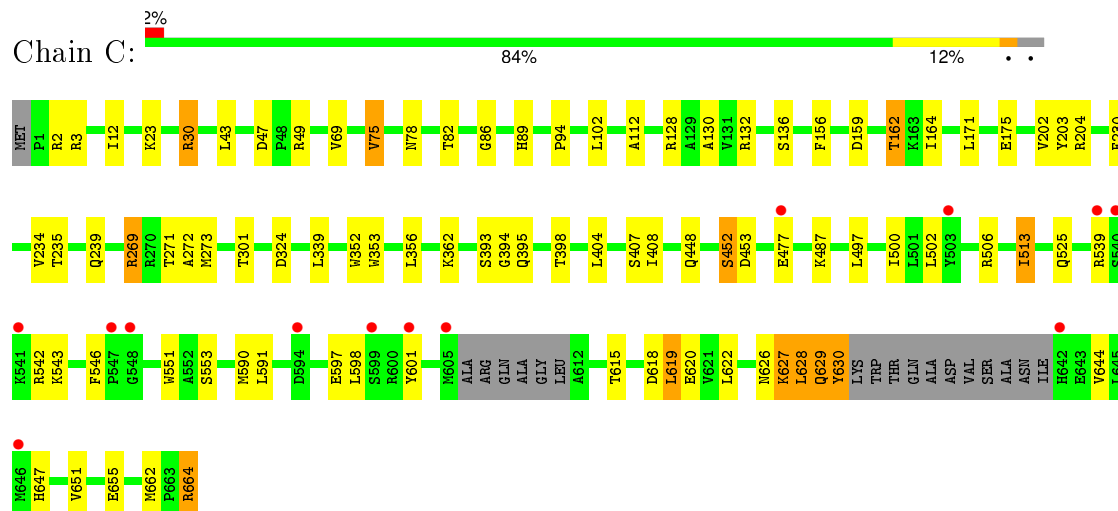 2%
Chain C:
84% 12% • •
MET P1 R2 R3 I12 K23 R30 L43 D47 P48 R49 V69 V75 N78 T82 G86 H89 P94 L102 A112 R128 A129 A130 V131 R132 S136 F156 D159 T162 K163 I164 L171 E175 V202 Y203 R204
V234 T235 Q239 R269 R270 T271 A272 M273 T301 D324 L339 W352 W353 L356 K362 S393 G394 Q395 T398 L404 S407 I408 Q448 S452 D453 E477 K487 L497 I500 L501 L502 Y503 R506 I513 Q525 R539
K541 R542 K543 F546 P547 G548 W551 A552 S553 M590 L591 D594 E597 L598 S599 R600 Y601 M605 ALA ARG GLN ALA GLY LEU A612 T615 D618 L619 E620 V621 L622 N626 K627 L628 Q629 Y630 LYS TRP THR GLN ALA ASP VAL SER ALA ASN ILE H642 E643 V644 L645
M646 H647 V651 E655 M662 P663 R664